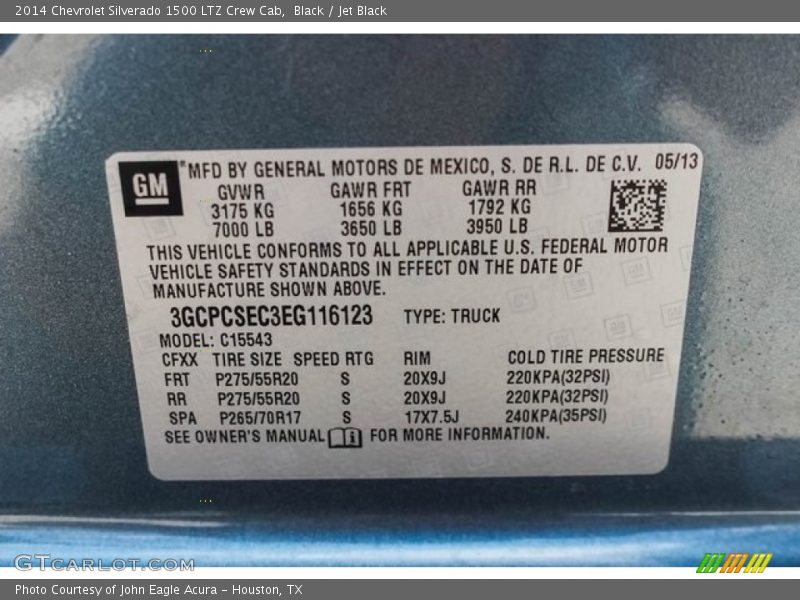 2014 Chevrolet Silverado 1500 LTZ Crew Cab,  Black / Jet Black
GM
MFD BY GENERAL MOTORS DE MEXICO, S. DE R.L. DE C.V. 05/13
GVWR GAWR FRT GAWR RR
3175 KG 1656 KG 1792 KG
7000 LB 3650 LB 3950 LB
THIS VEHICLE CONFORMS TO ALL APPLICABLE U.S. FEDERAL MOTOR
VEHICLE SAFETY STANDARDS IN EFFECT ON THE DATE OF
MANUFACTURE SHOWN ABOVE.
3GCPCSEC3EG116123 TYPE: TRUCK
MODEL: C15543
CFXX TIRE SIZE SPEED RTG RIM COLD TIRE PRESSURE
FRT P275/55R20 S 20X9J 220KPA(32PSI)
RR P275/55R20 S 20X9J 220KPA(32PSI)
SPA P265/70R17 S 17X7.5J 240KPA(35PSI)
SEE OWNER'S MANUAL FOR MORE INFORMATION.
GTCARLOT.COM
Photo Courtesy of John Eagle Acura - Houston, TX